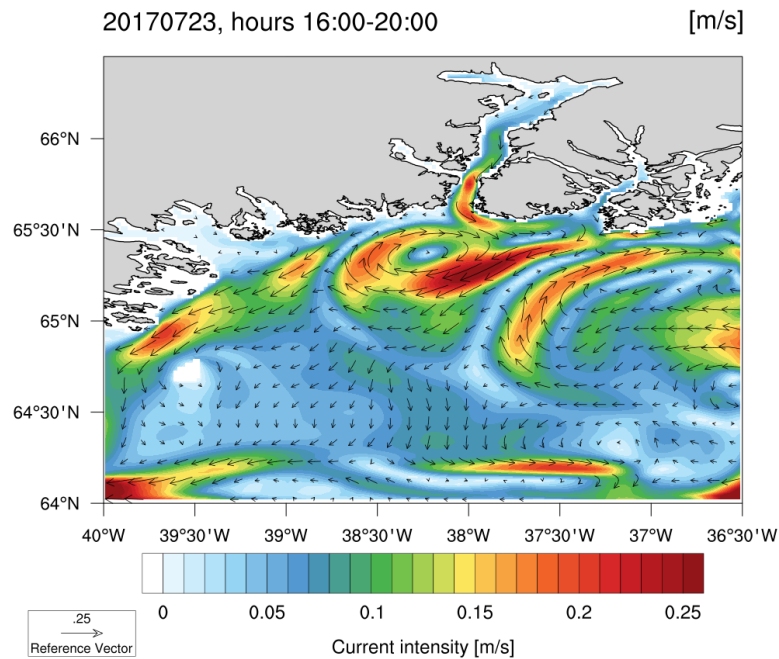 20170723, hours 16:00-20:00 [m/s]
66°N
65°30'N
65°N
64°30'N
64°N
40°W 39°30'W 39°W 38°30'W 38°W 37°30'W 37°W 36°30'W
0 0.05 0.1 0.15 0.2 0.25
.25
Reference Vector
Current intensity [m/s]